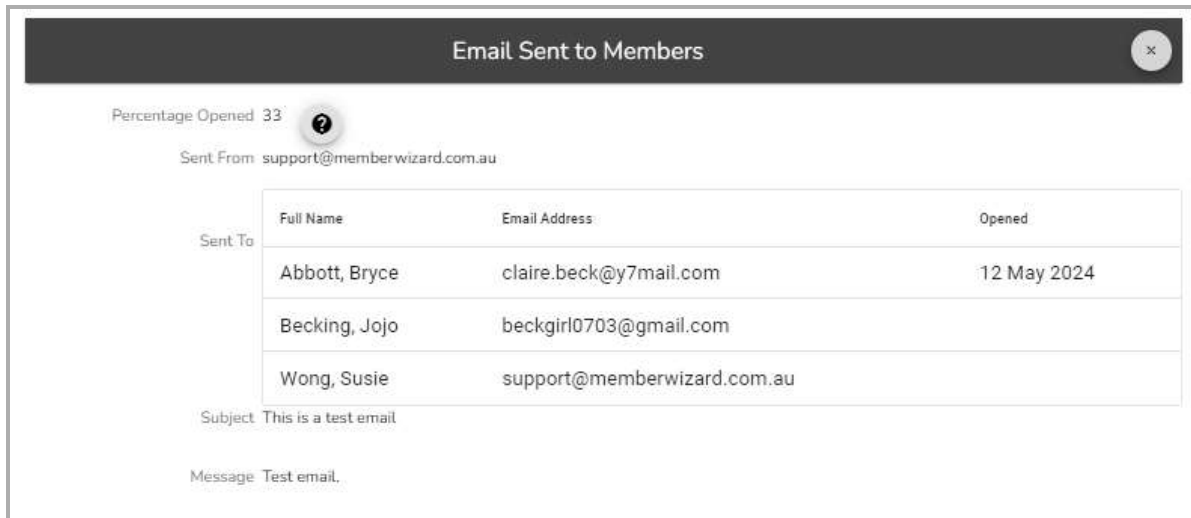 Email Sent to Members
×
Percentage Opened 33 ?
Sent From support@memberwizard.com.au
Full Name Email Address Opened
Sent To
Abbott, Bryce claire.beck@y7mail.com 12 May 2024
Becking, Jojo beckgirl0703@gmail.com
Wong, Susie support@memberwizard.com.au
Subject This is a test email
Message Test email.